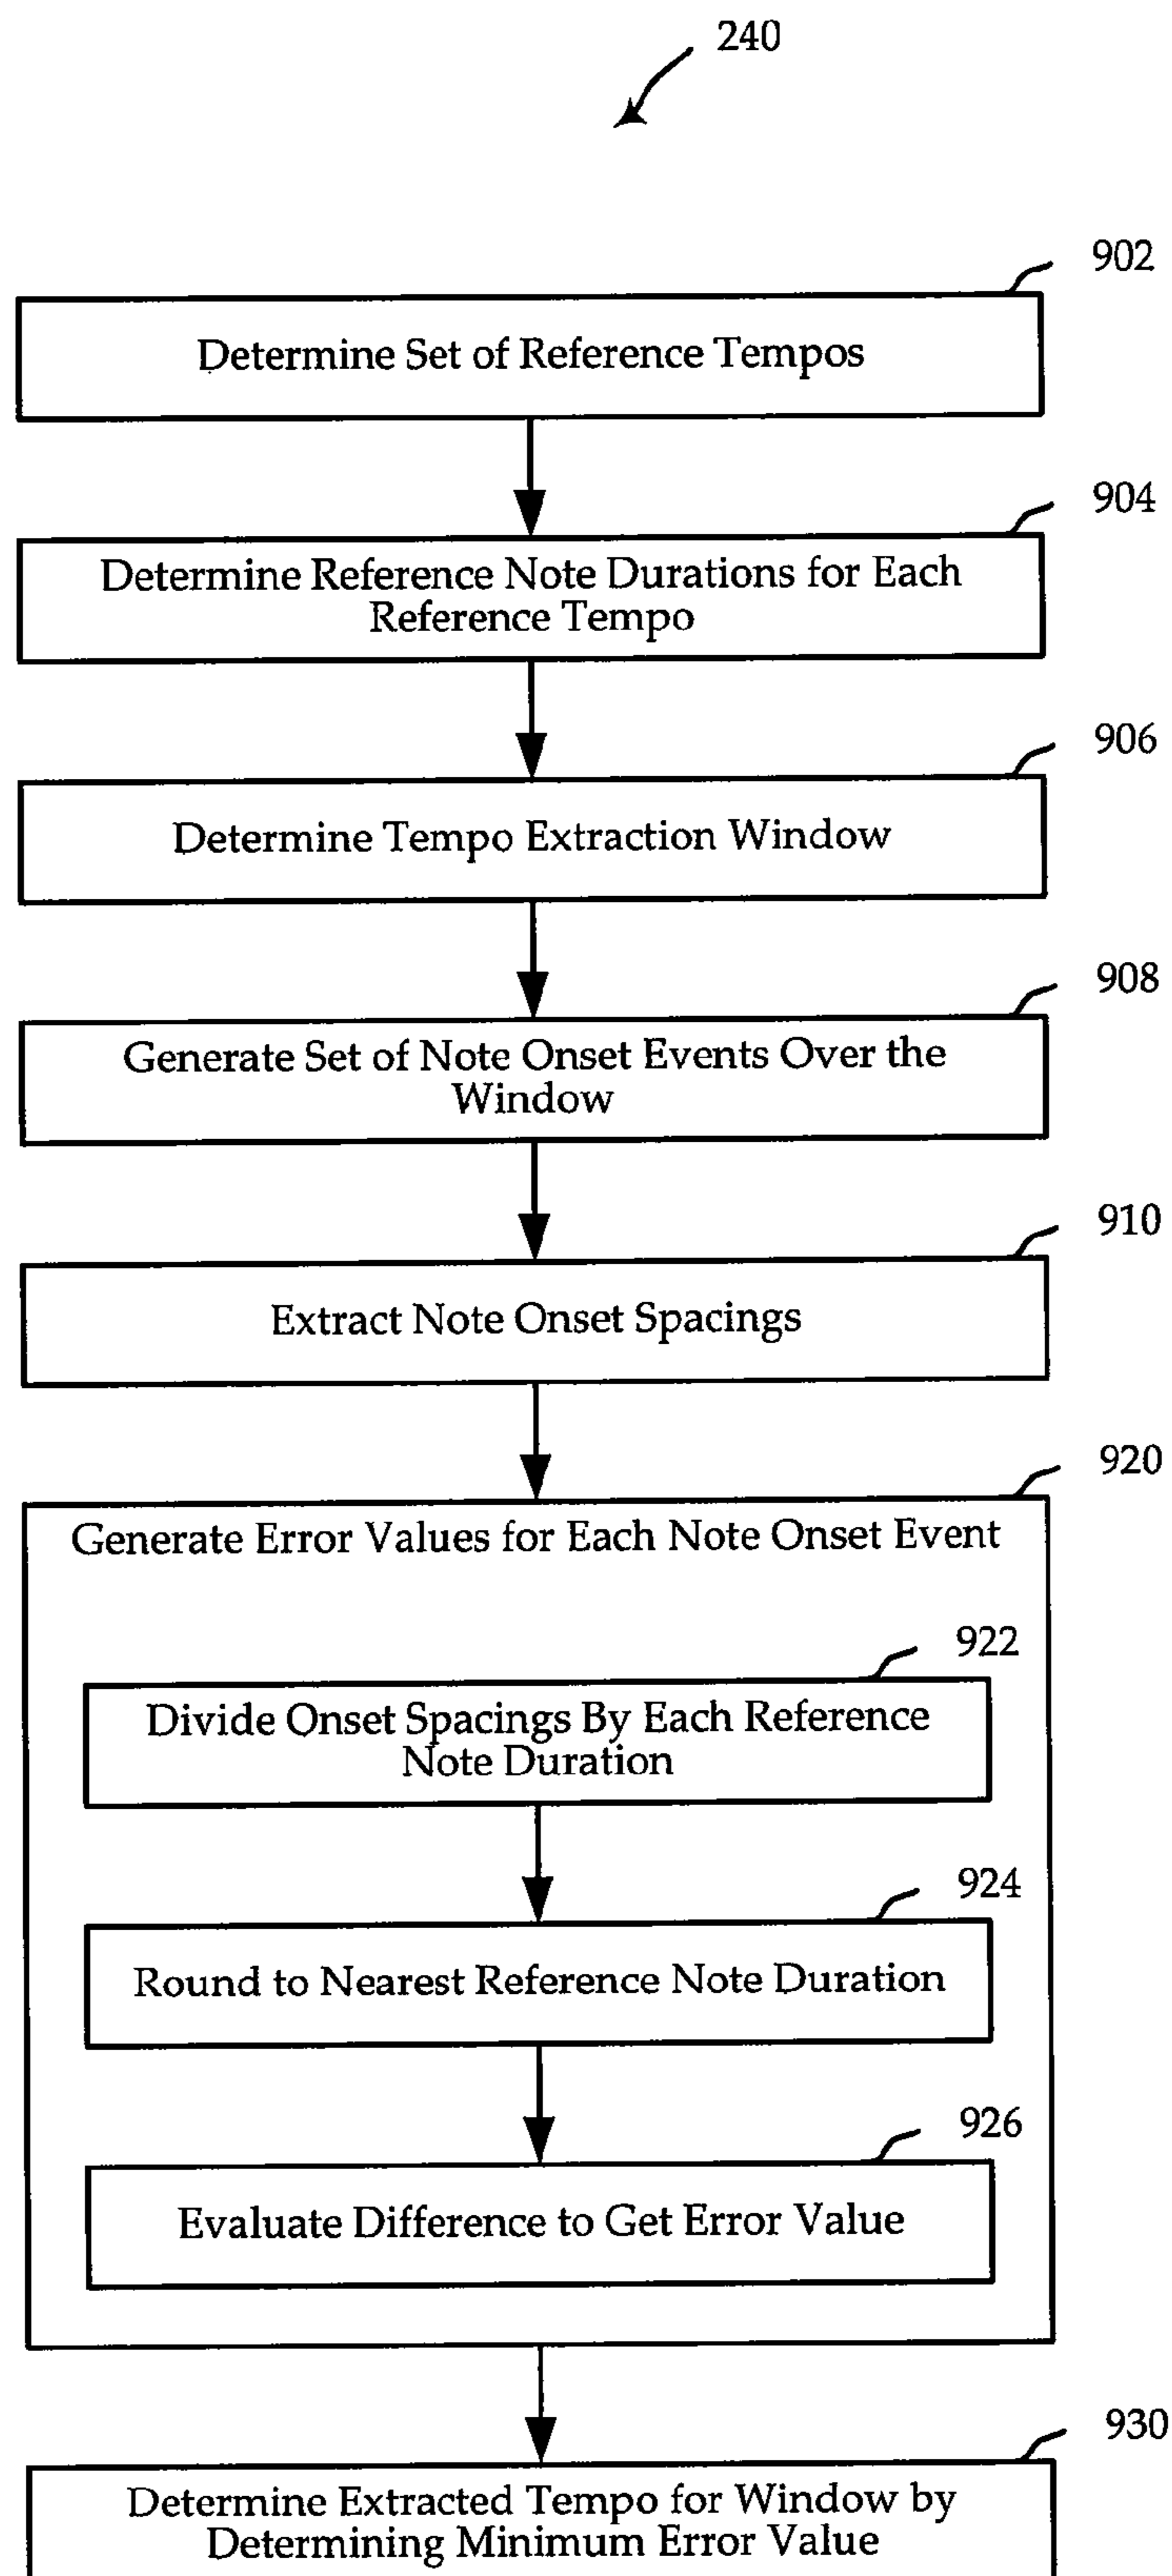 240
902
Determine Set of Reference Tempos
904
Determine Reference Note Durations for Each
Reference Tempo
906
Determine Tempo Extraction Window
908
Generate Set of Note Onset Events Over the
Window
910
Extract Note Onset Spacings
920
Generate Error Values for Each Note Onset Event
922
Divide Onset Spacings By Each Reference
Note Duration
924
Round to Nearest Reference Note Duration
926
Evaluate Difference to Get Error Value
930
Determine Extracted Tempo for Window by
Determining Minimum Error Value